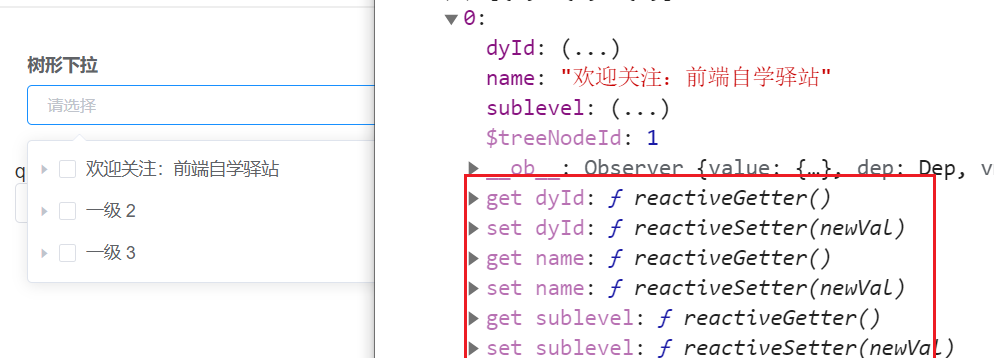 树形下拉
请选择
欢迎关注：前端自学驿站
一级 2
一级 3
q
0:
dyId: (...)
name: "欢迎关注：前端自学驿站"
sublevel: (...)
$treeNodeId: 1
__ob__: Observer {value: {…}, dep: Dep, v
get dyId: ƒ reactiveGetter()
set dyId: ƒ reactiveSetter(newVal)
get name: ƒ reactiveGetter()
set name: ƒ reactiveSetter(newVal)
get sublevel: ƒ reactiveGetter()
set sublevel: ƒ reactiveSetter(newVal)